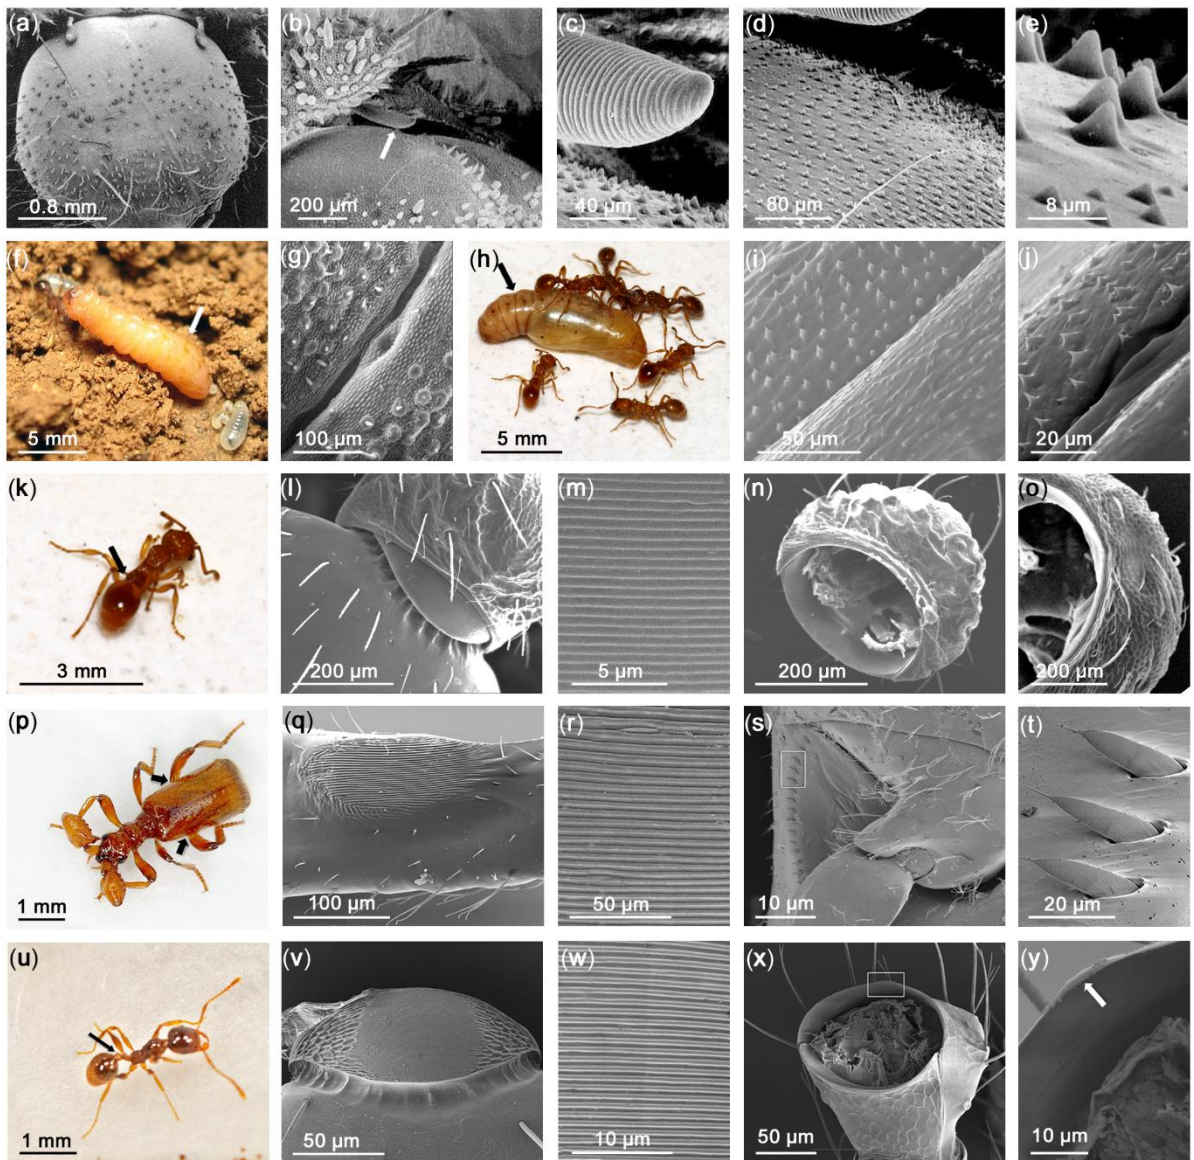 (a) (b) (c) (d) (e)
0.8 mm 200 µm 40 µm 80 µm 8 µm
(f) (g) (h) (i) (j)
5 mm 100 µm 5 mm 50 µm 20 µm
(k) (l) (m) (n) (o)
3 mm 200 µm 5 µm 200 µm 200 µm
(p) (q) (r) (s) (t)
1 mm 100 µm 50 µm 10 µm 20 µm
(u) (v) (w) (x) (y)
1 mm 50 µm 10 µm 50 µm 10 µm